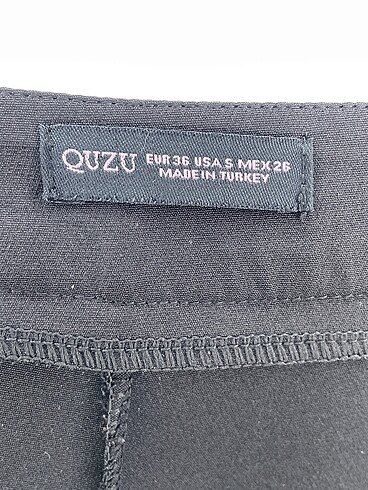 QUZU EUR 36 USA.S MEX 26
MADE IN TURKEY